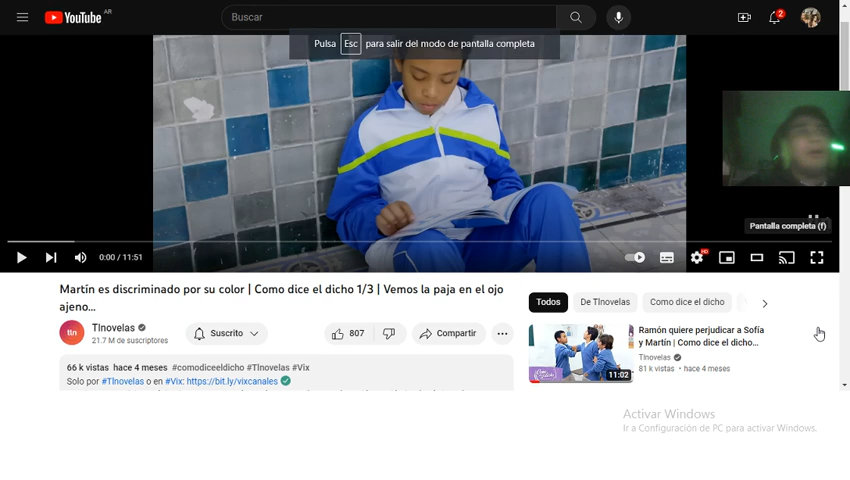 YouTube AR
Buscar
2
Pulsa Esc para salir del modo de pantalla completa
Pantalla completa (f)
0:00 / 11:51
HD
Martín es discriminado por su color | Como dice el dicho 1/3 | Vemos la paja en el ojo
ajeno...
tln
Tlnovelas
21.7 M de suscriptores
Suscrito
807
Compartir
66 k vistas hace 4 meses #comodiceeldicho #Tlnovelas #Vix
Solo por #Tlnovelas o en #Vix: https://bit.ly/vixcanales
Todos
De Tlnovelas
Como dice el dicho
11:02
Ramón quiere perjudicar a Sofía
y Martín | Como dice el dicho...
Tlnovelas
81 k vistas • hace 4 meses
Activar Windows
Ir a Configuración de PC para activar Windows.